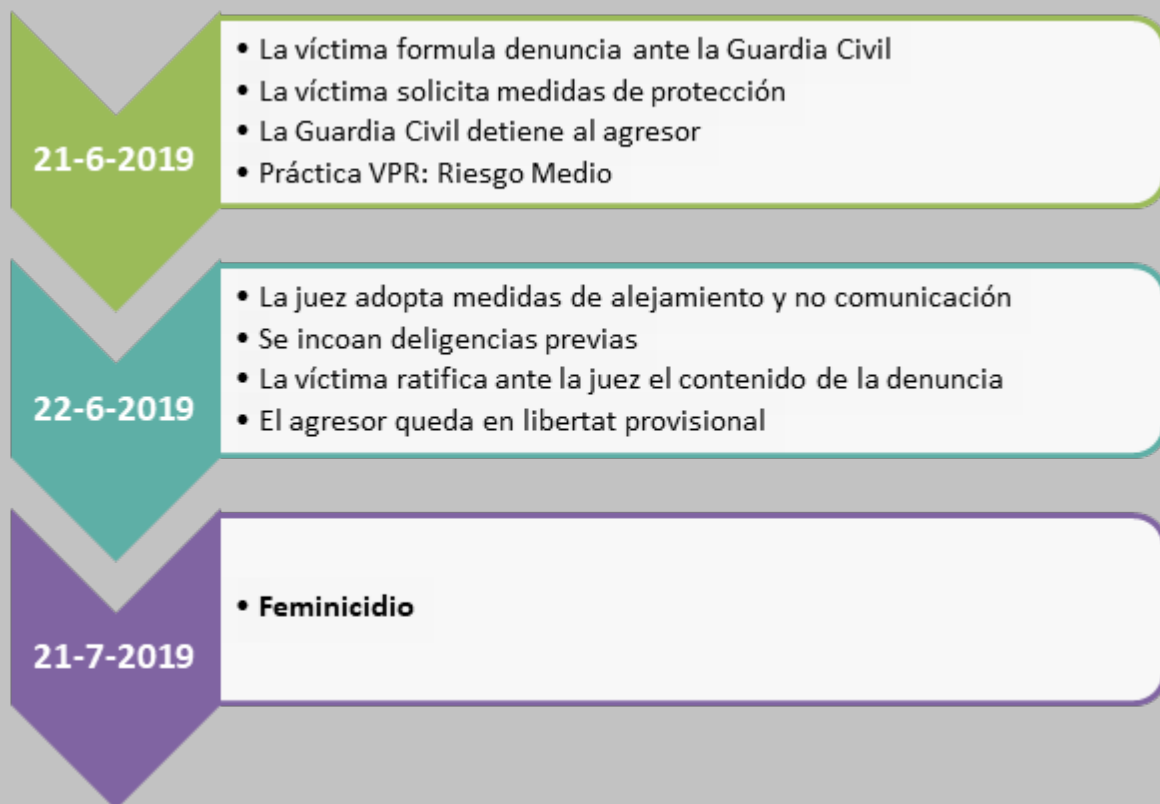 21-6-2019
• La víctima formula denuncia ante la Guardia Civil
• La víctima solicita medidas de protección
• La Guardia Civil detiene al agresor
• Práctica VPR: Riesgo Medio
22-6-2019
• La juez adopta medidas de alejamiento y no comunicación
• Se incoan deligencias previas
• La víctima ratifica ante la juez el contenido de la denuncia
• El agresor queda en libertat provisional
21-7-2019
• Feminicidio